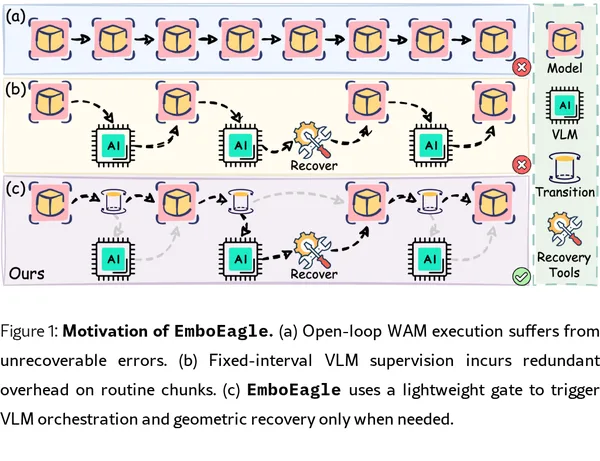 (a)
Model
(b)
AI
AI
Recover
AI
VLM
Transition
(c)
AI
AI
Recover
AI
Ours
Recovery
Tools
Figure 1: Motivation of EmboEagle. (a) Open-loop WAM execution suffers from
unrecoverable errors. (b) Fixed-interval VLM supervision incurs redundant
overhead on routine chunks. (c) EmboEagle uses a lightweight gate to trigger
VLM orchestration and geometric recovery only when needed.